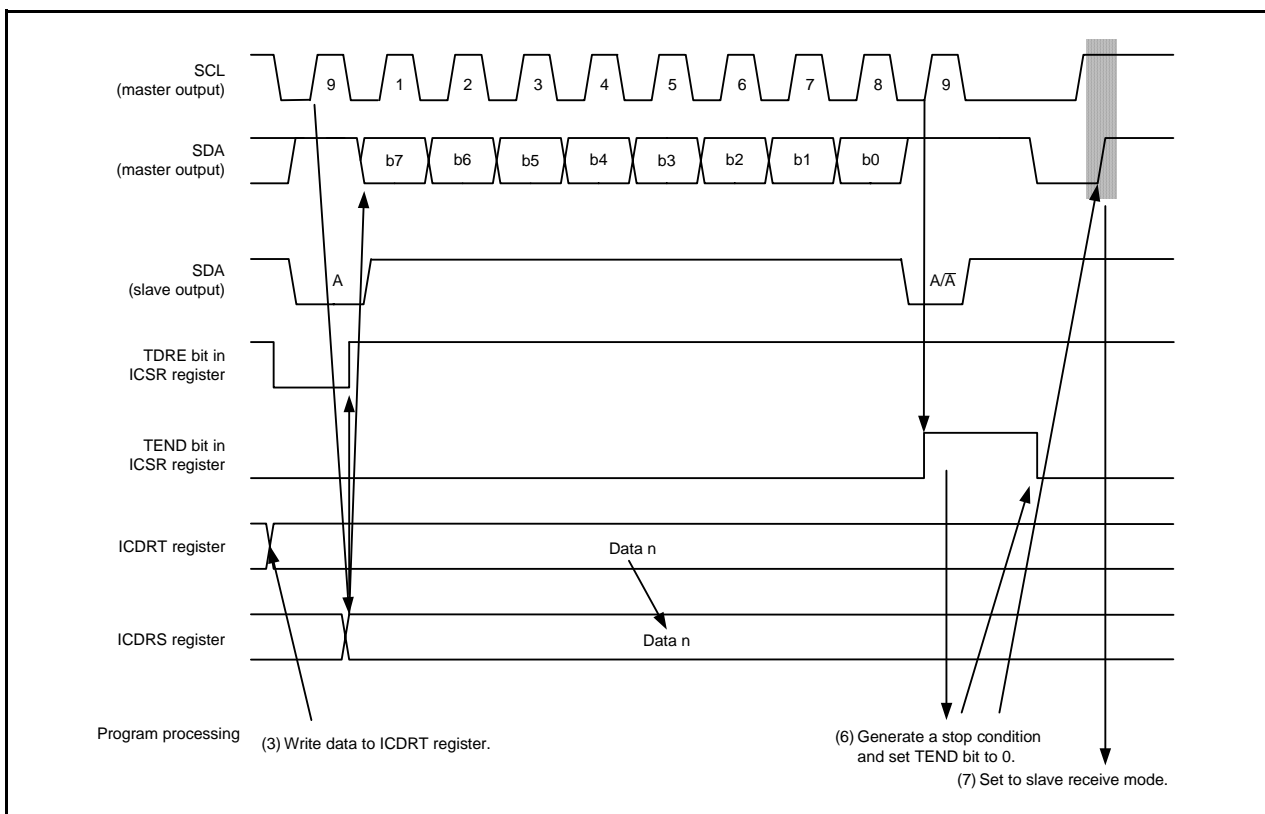 SCL
(master output)
9 1 2 3 4 5 6 7 8 9
SDA
(master output)
b7 b6 b5 b4 b3 b2 b1 b0
SDA
(slave output)
A A/A̅
TDRE bit in
ICSR register
TEND bit in
ICSR register
ICDRT register
Data n
ICDRS register
Data n
Program processing
(3) Write data to ICDRT register.
(6) Generate a stop condition
and set TEND bit to 0.
(7) Set to slave receive mode.